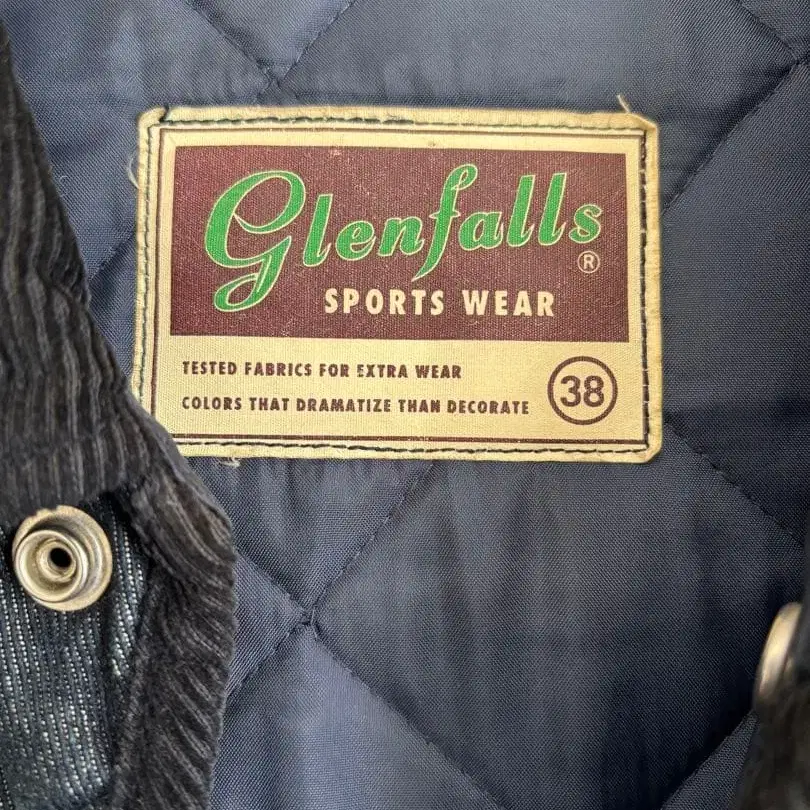 Glenfalls ®
SPORTS WEAR
TESTED FABRICS FOR EXTRA WEAR
COLORS THAT DRAMATIZE THAN DECORATE
38